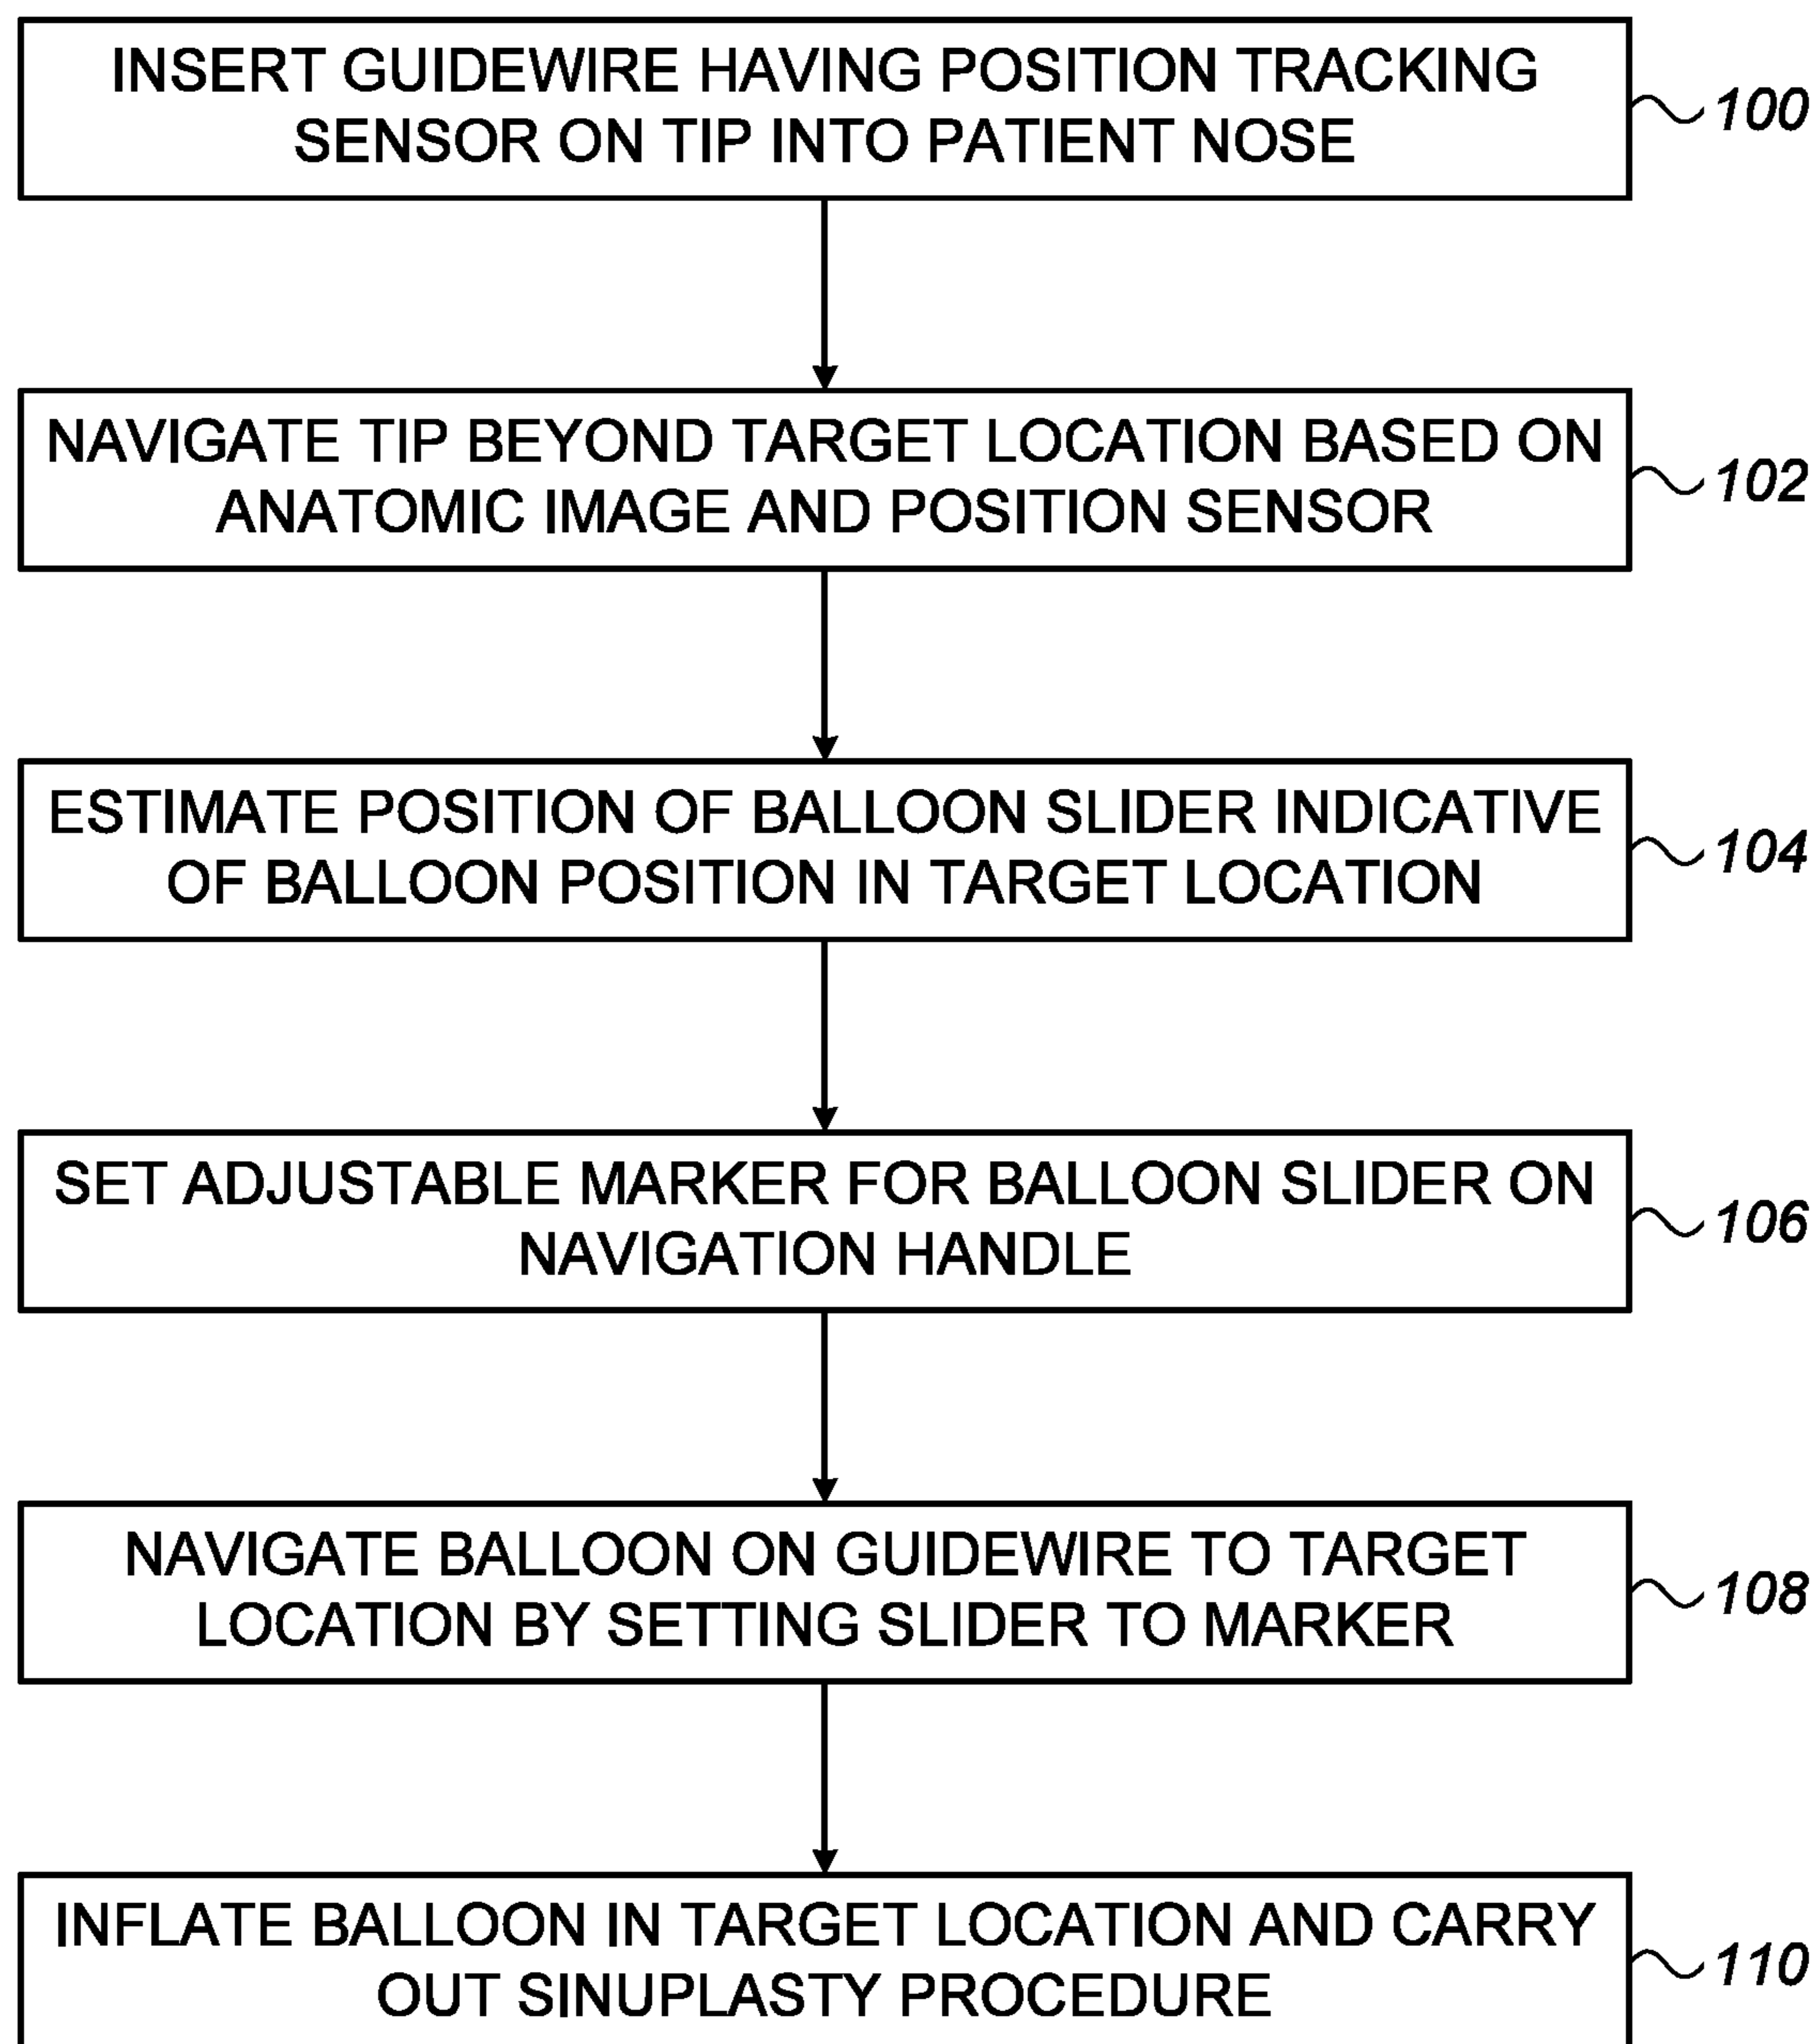 INSERT GUIDEWIRE HAVING POSITION TRACKING
SENSOR ON TIP INTO PATIENT NOSE
100
NAVIGATE TIP BEYOND TARGET LOCATION BASED ON
ANATOMIC IMAGE AND POSITION SENSOR
102
ESTIMATE POSITION OF BALLOON SLIDER INDICATIVE
OF BALLOON POSITION IN TARGET LOCATION
104
SET ADJUSTABLE MARKER FOR BALLOON SLIDER ON
NAVIGATION HANDLE
106
NAVIGATE BALLOON ON GUIDEWIRE TO TARGET
LOCATION BY SETTING SLIDER TO MARKER
108
INFLATE BALLOON IN TARGET LOCATION AND CARRY
OUT SINUPLASTY PROCEDURE
110